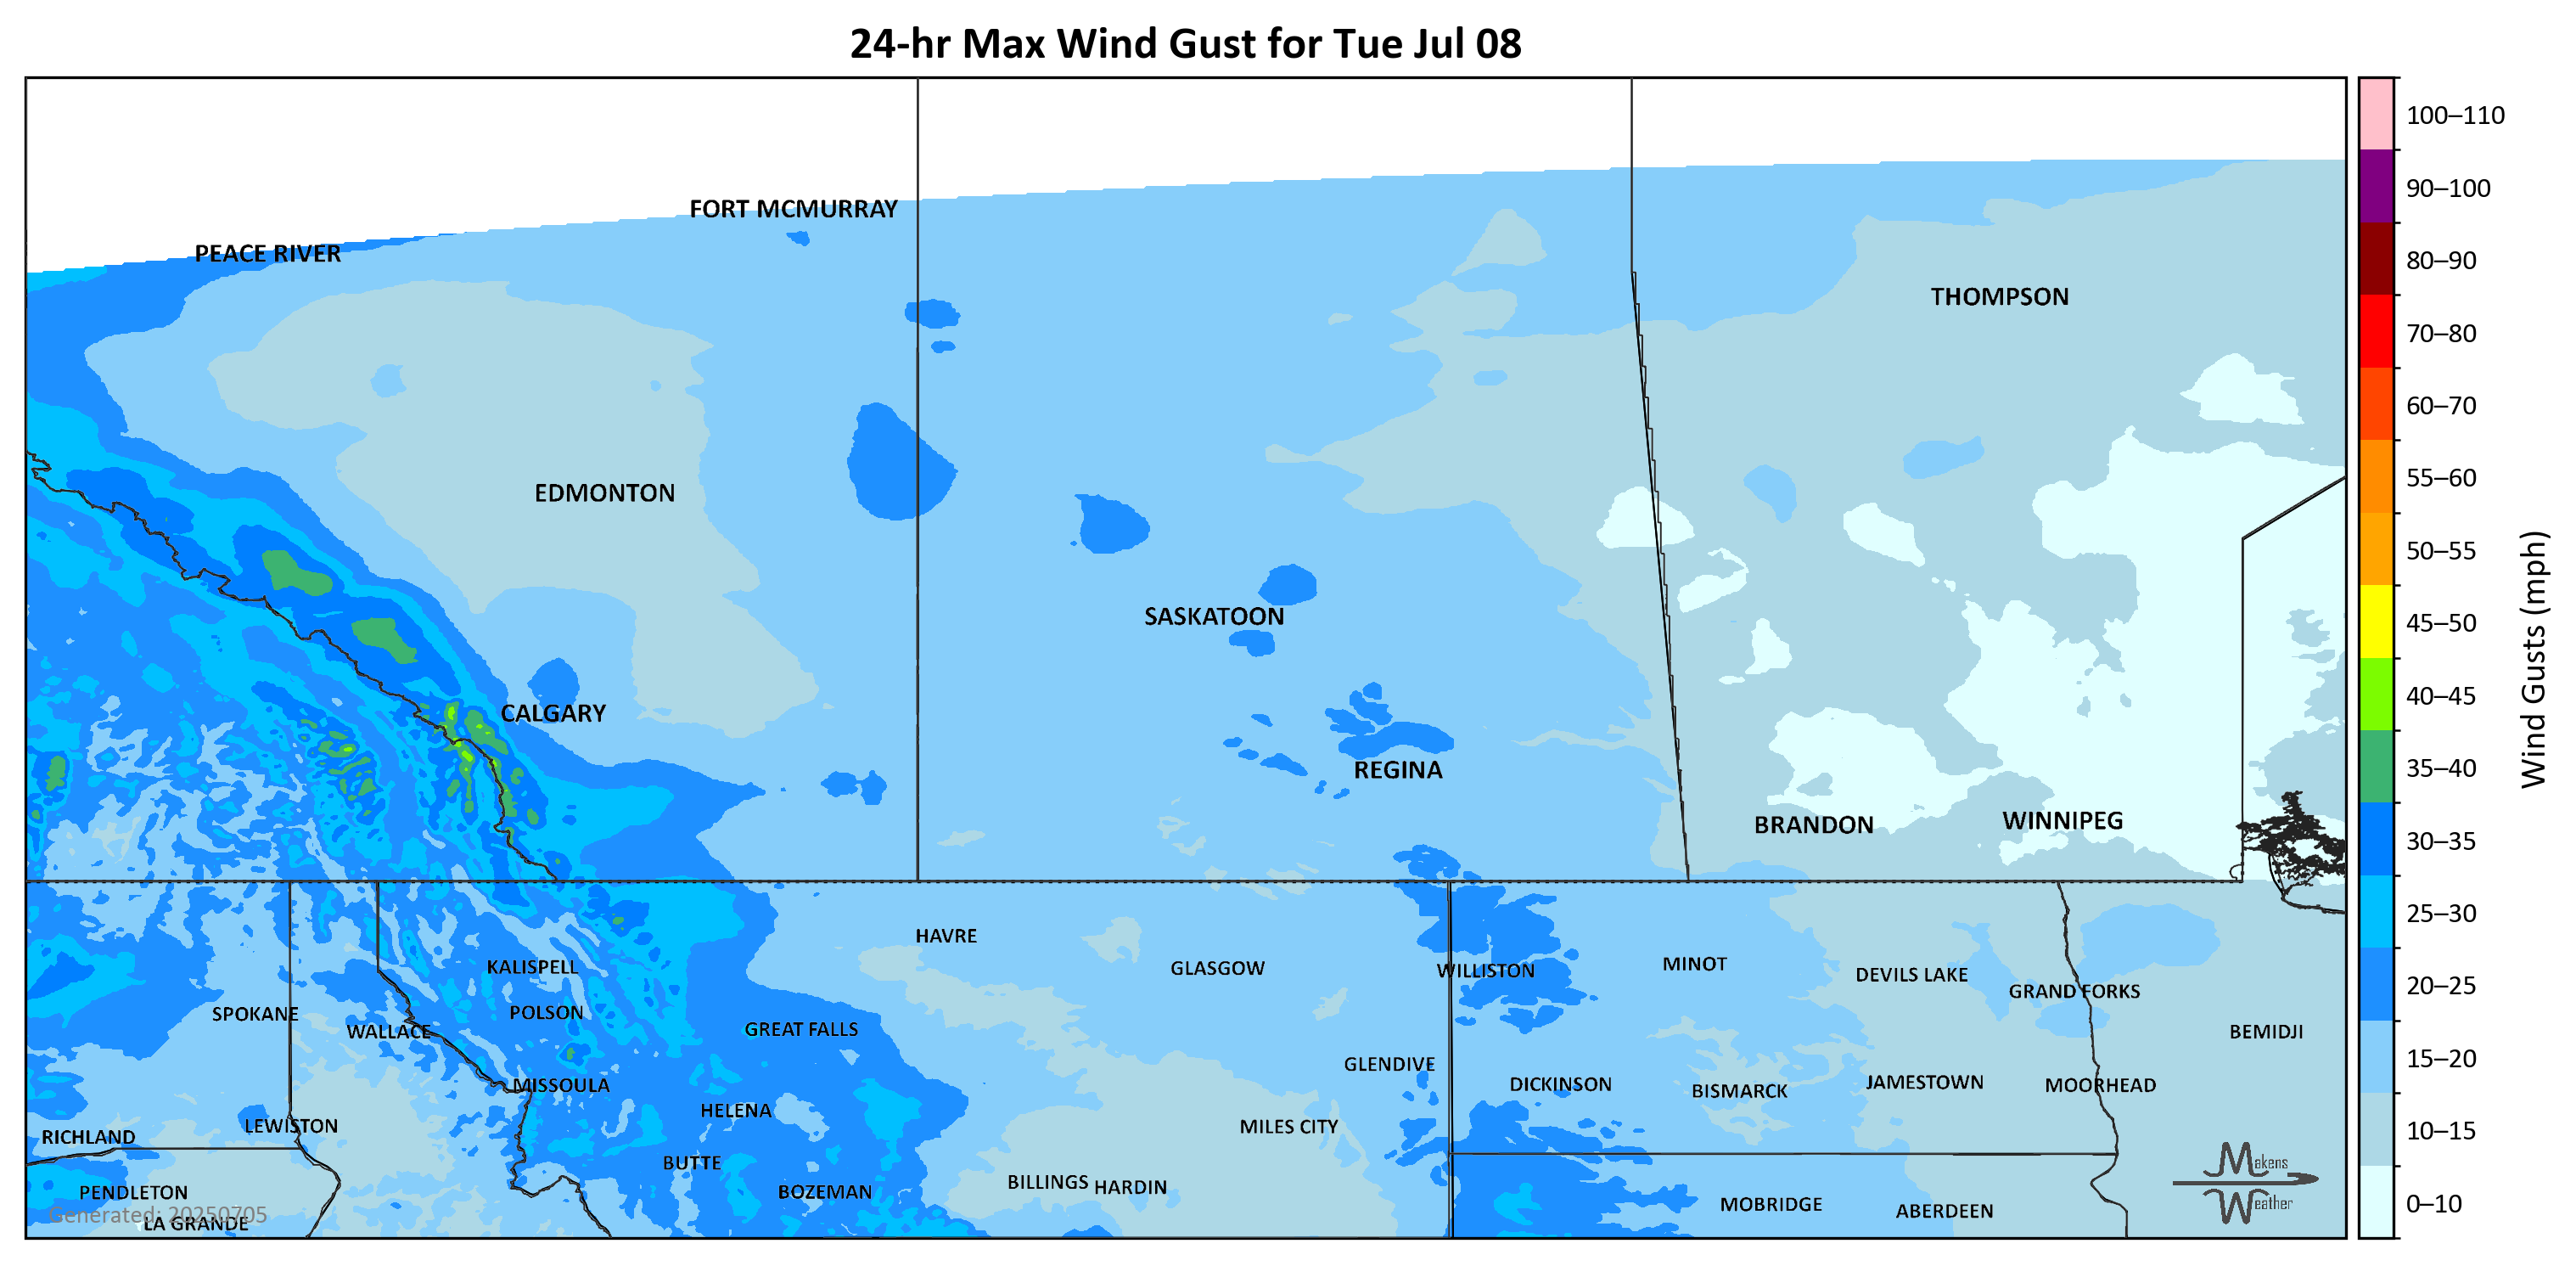 24-hr Max Wind Gust for Tue Jul 08
100–110
90–100
80–90
70–80
60–70
55–60
50–55
45–50
40–45
35–40
30–35
25–30
20–25
15–20
10–15
0–10
Wind Gusts (mph)
FORT MCMURRAY
PEACE RIVER
THOMPSON
EDMONTON
SASKATOON
CALGARY
REGINA
BRANDON
WINNIPEG
HAVRE
KALISPELL
GLASGOW
WILLISTON
MINOT
DEVILS LAKE
GRAND FORKS
SPOKANE
POLSON
WALLACE
GREAT FALLS
BEMIDJI
GLENDIVE
MISSOULA
DICKINSON
BISMARCK
JAMESTOWN
MOORHEAD
HELENA
LEWISTON
MILES CITY
RICHLAND
BUTTE
PENDLETON
BOZEMAN
BILLINGS
HARDIN
MOBRIDGE
ABERDEEN
Generated: 20250705
LA GRANDE
Makens
Weather